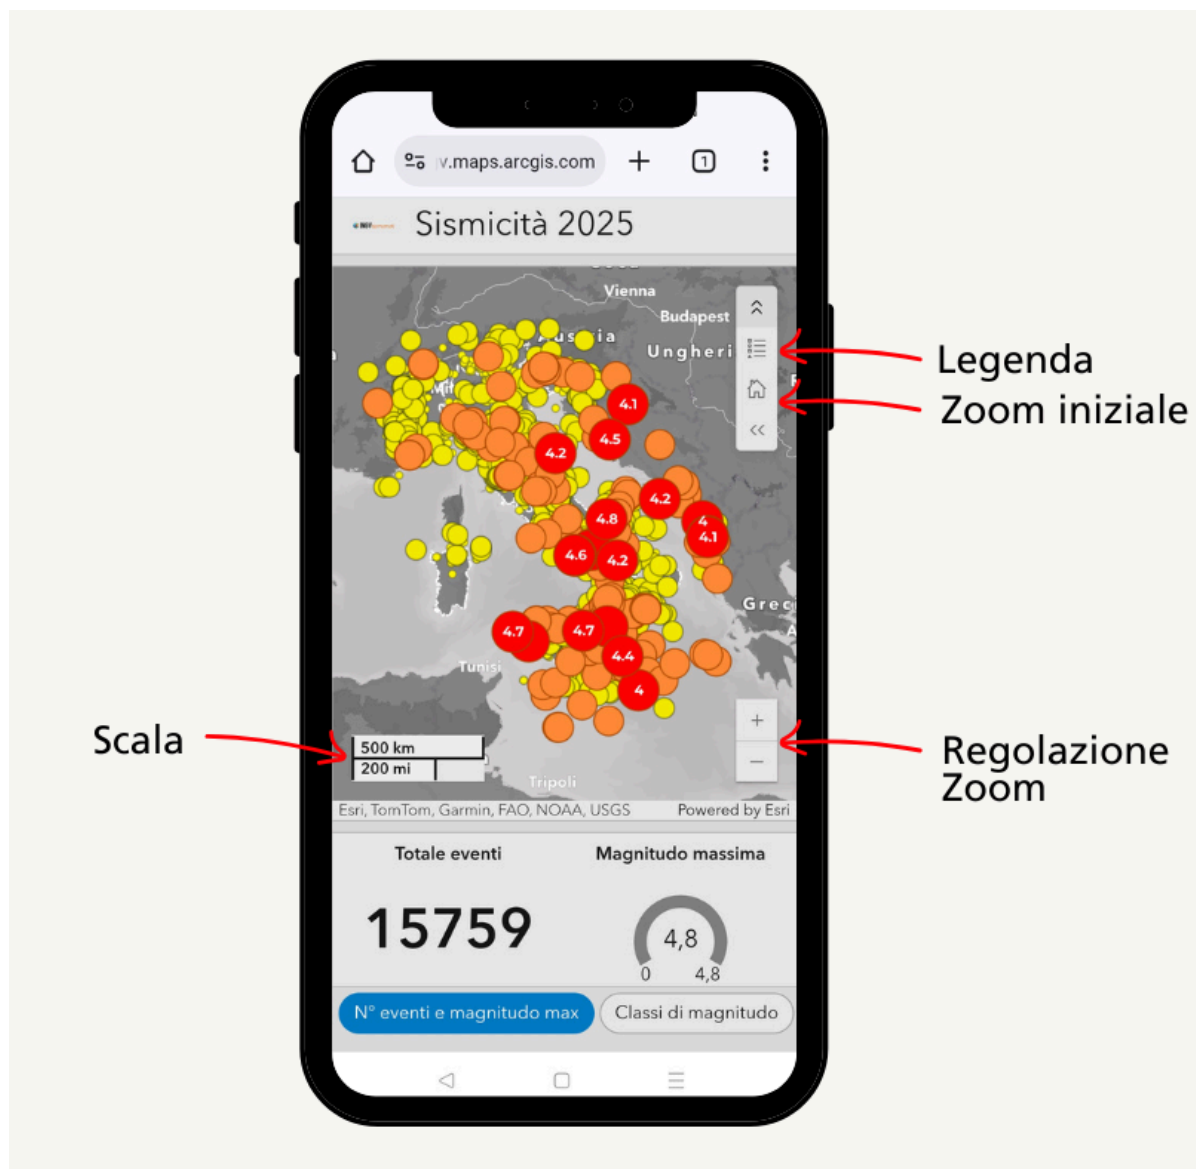 v.maps.arcgis.com
1
Sismicità 2025
Vienna
Budapest
Austria
Ungheri
Mil
4.1
4.5
4.2
4.2
4.8
4
4.1
4.6
4.2
Grec
4.7
4.7
4.4
Tunisi
4
500 km
200 mi
Tripoli
Esri, TomTom, Garmin, FAO, NOAA, USGS
Powered by Esri
Totale eventi
Magnitudo massima
15759
4,8
0
4,8
N° eventi e magnitudo max
Classi di magnitudo
Legenda
Zoom iniziale
Scala
Regolazione
Zoom